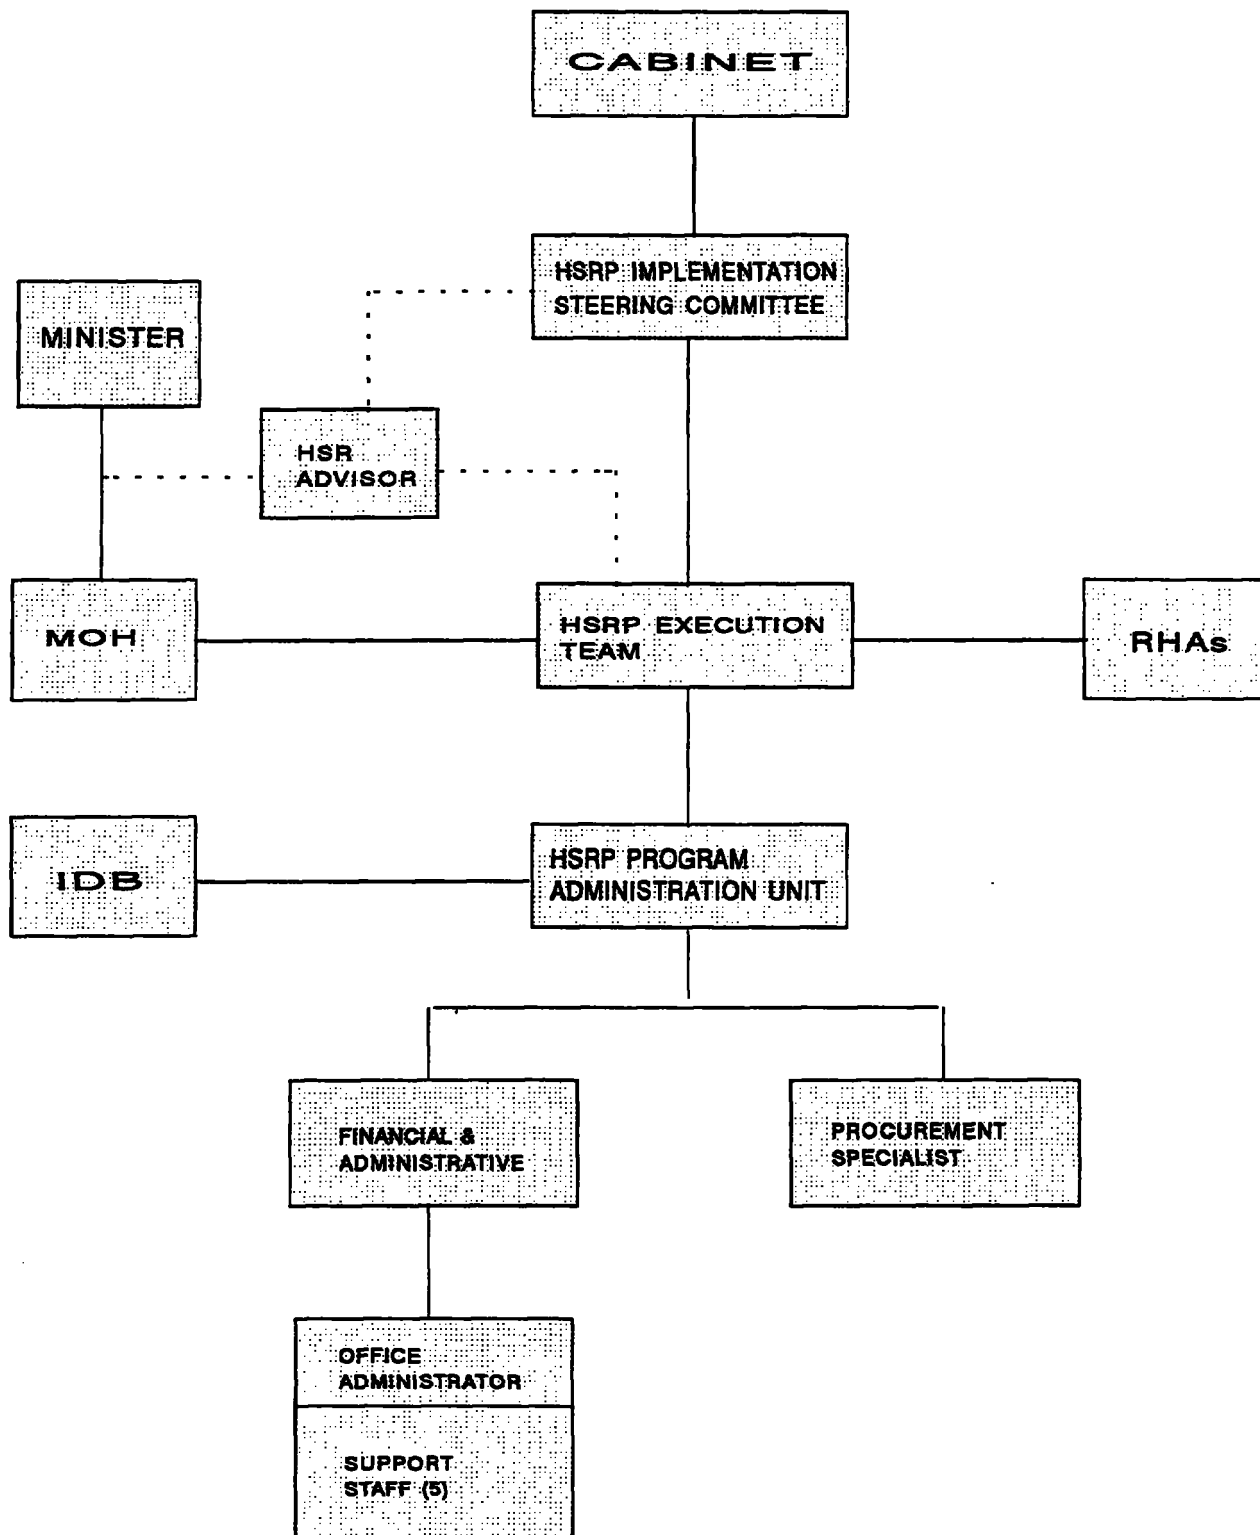 CABINET
HSRP IMPLEMENTATION
STEERING COMMITTEE
MINISTER
HSR
ADVISOR
MOH
HSRP EXECUTION
TEAM
RHAs
IDB
HSRP PROGRAM
ADMINISTRATION UNIT
FINANCIAL &
ADMINISTRATIVE
PROCUREMENT
SPECIALIST
OFFICE
ADMINISTRATOR
SUPPORT
STAFF (5)